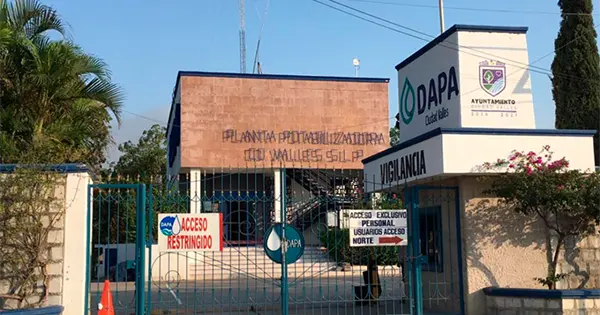 DAPA
Ciudad Valles
AYUNTAMIENTO
VIGILANCIA
PLANTA POTABILIZADORA
CD VALLES S.L.P.
DAPA
ACCESO
RESTRINGIDO
DAPA
ACCESO EXCLUSIVO
PERSONAL
USUARIOS ACCESO
NORTE